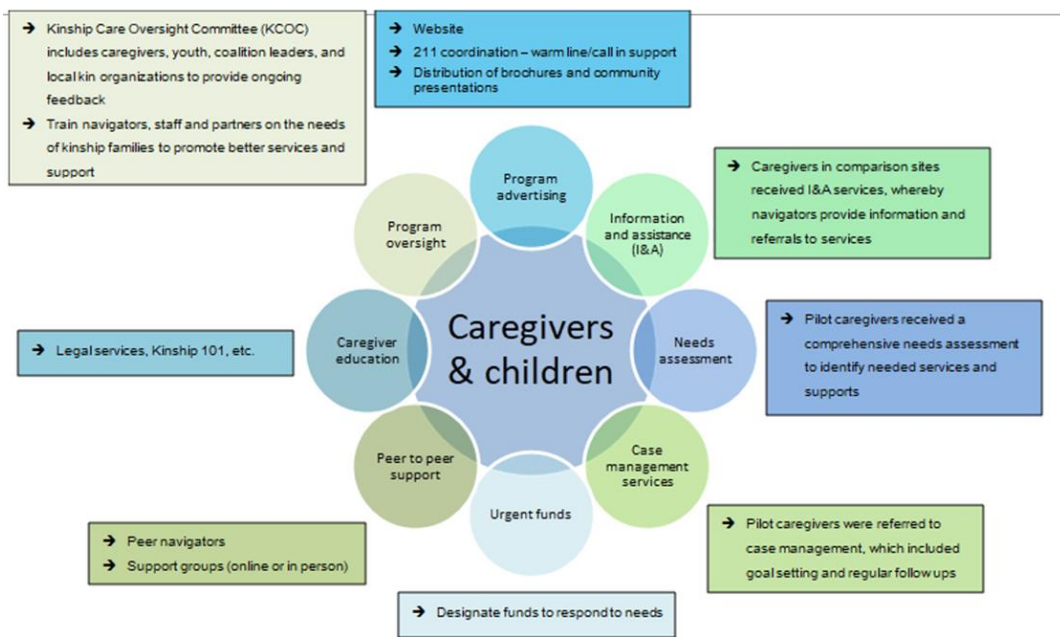 → Kinship Care Oversight Committee (KCOC)
includes caregivers, youth, coalition leaders, and
local kin organizations to provide ongoing
feedback
→ Train navigators, staff and partners on the needs
of kinship families to promote better services and
support
→ Website
→ 211 coordination – warm line/call in support
→ Distribution of brochures and community
presentations
Program
advertising
Information
and assistance
(I&A)
→ Caregivers in comparison sites
received I&A services, whereby
navigators provide information and
referrals to services
Program
oversight
Caregivers
& children
Caregiver
education
→ Legal services, Kinship 101, etc.
Needs
assessment
→ Pilot caregivers received a
comprehensive needs assessment
to identify needed services and
supports
Peer to peer
support
Case
management
services
Urgent funds
→ Peer navigators
→ Support groups (online or in person)
→ Pilot caregivers were referred to
case management, which included
goal setting and regular follow ups
→ Designate funds to respond to needs